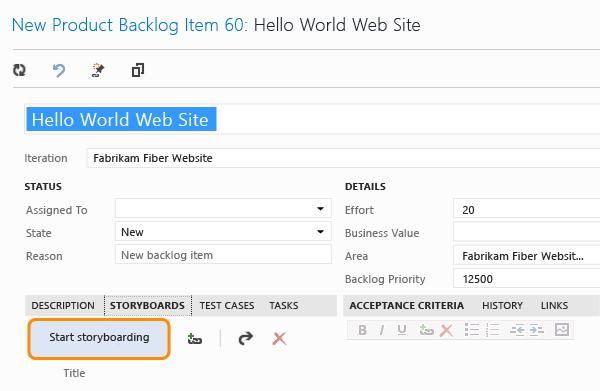 New Product Backlog Item 60: Hello World Web Site
Hello World Web Site
Iteration Fabrikam Fiber Website
STATUS DETAILS
Assigned To Effort 20
State New Business Value
Reason New backlog item Area Fabrikam Fiber Websit...
Backlog Priority 12500
DESCRIPTION STORYBOARDS TEST CASES TASKS ACCEPTANCE CRITERIA HISTORY LINKS
Start storyboarding B I U
Title